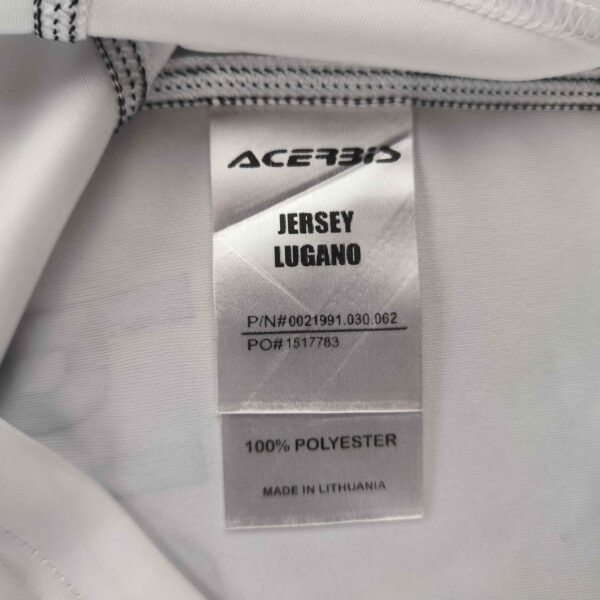 ACERBIS
JERSEY
LUGANO
P/N#0021991.030.062
PO#1517783
100% POLYESTER
MADE IN LITHUANIA